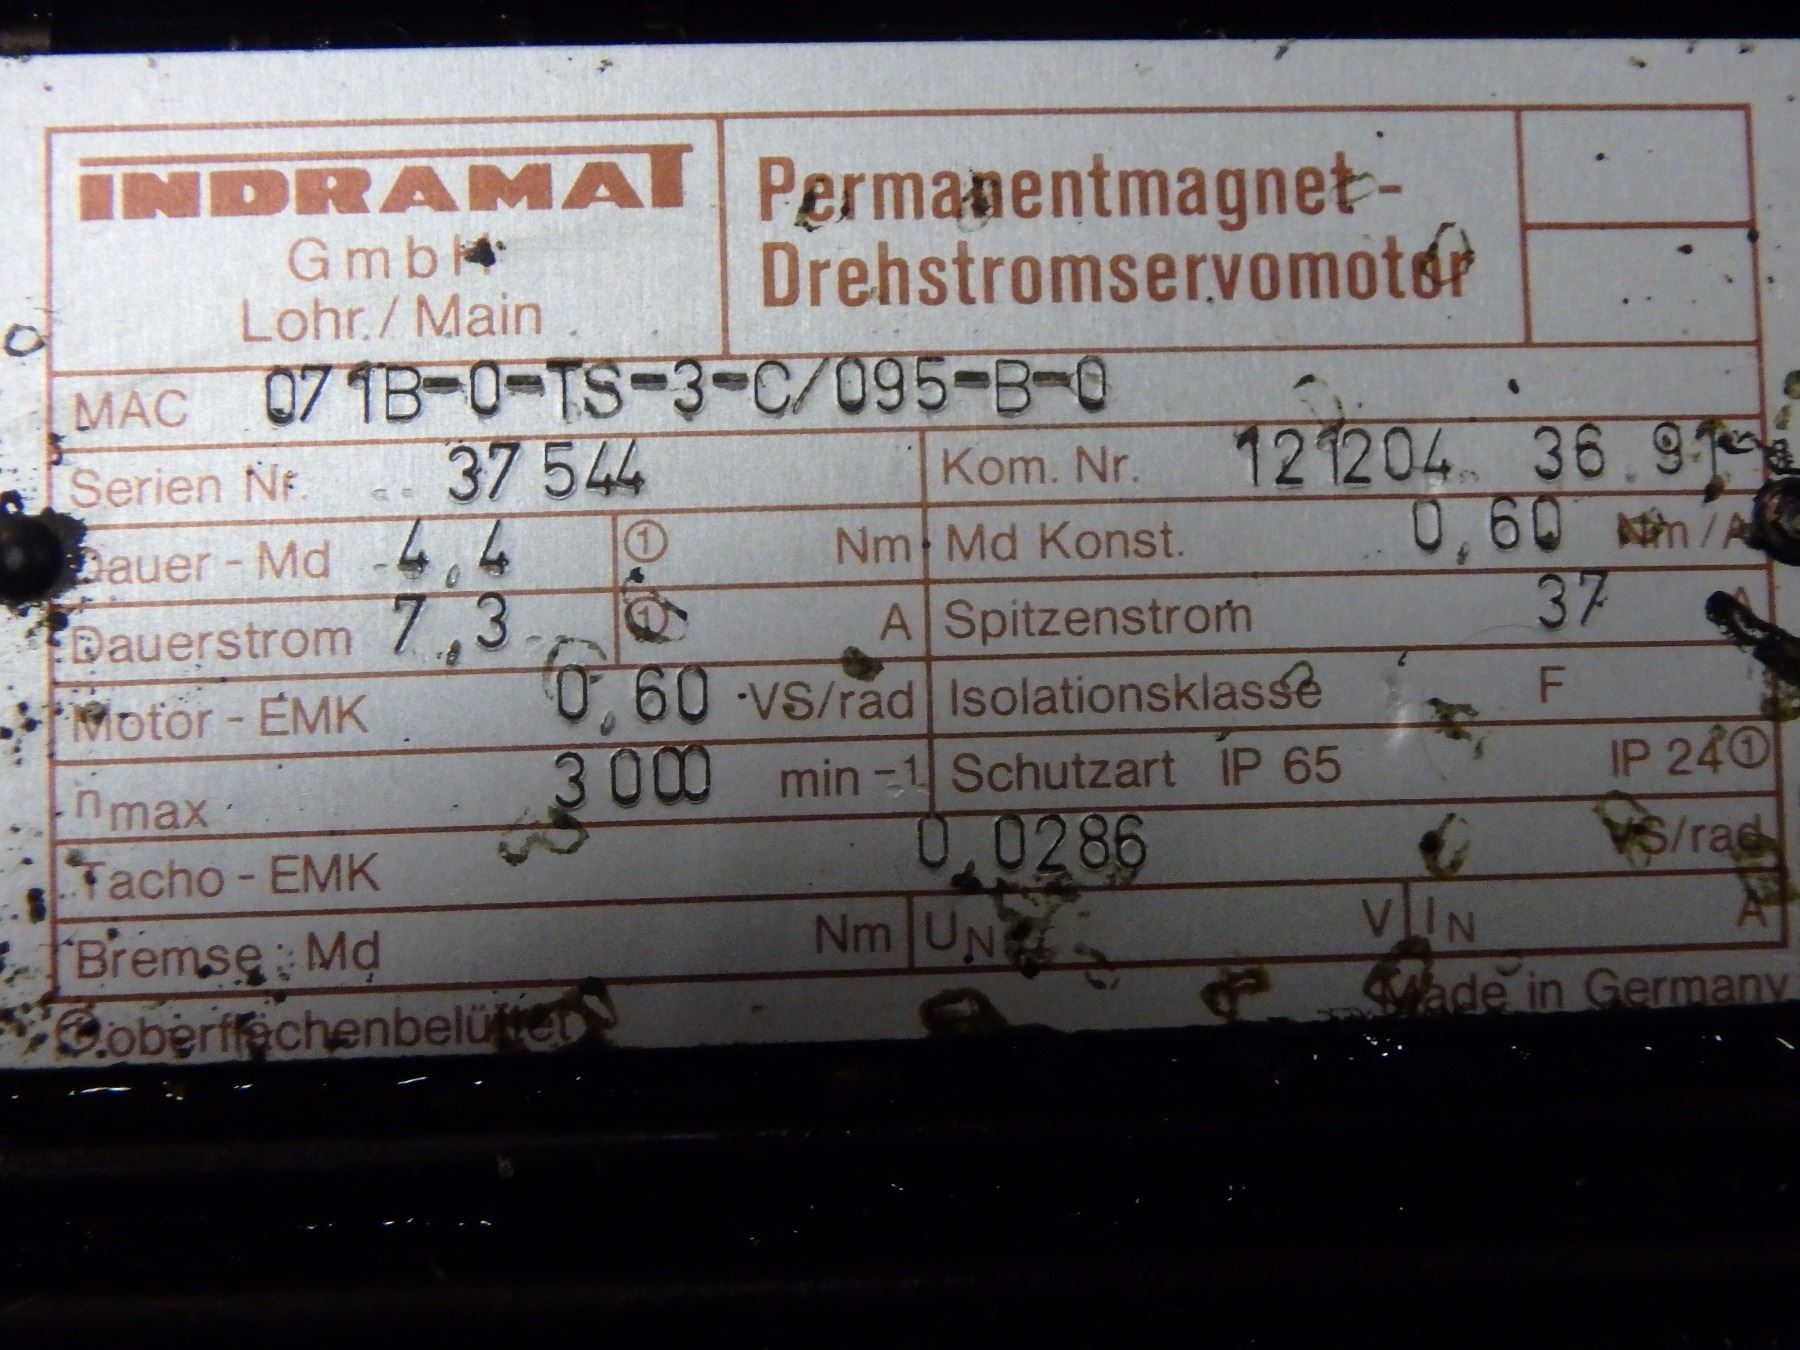 INDRAMAT
GmbH
Lohr./Main
Permanentmagnet-
Drehstromservomotor
MAC 071B-0-TS-3-C/095-B-0
Serien Nr. 37 544 Kom. Nr. 121204 36.91
Dauer-Md 4,4 ① Nm Md Konst. 0,60 Nm/A
Dauerstrom 7,3 ① A Spitzenstrom 37 A
Motor-EMK 0,60 VS/rad Isolationsklasse F
nmax 3000 min-1 Schutzart IP 65 IP 24①
Tacho-EMK 0,0286 VS/rad
Bremse: Md Nm UN V IN A
①oberflächenbelüftet Made in Germany